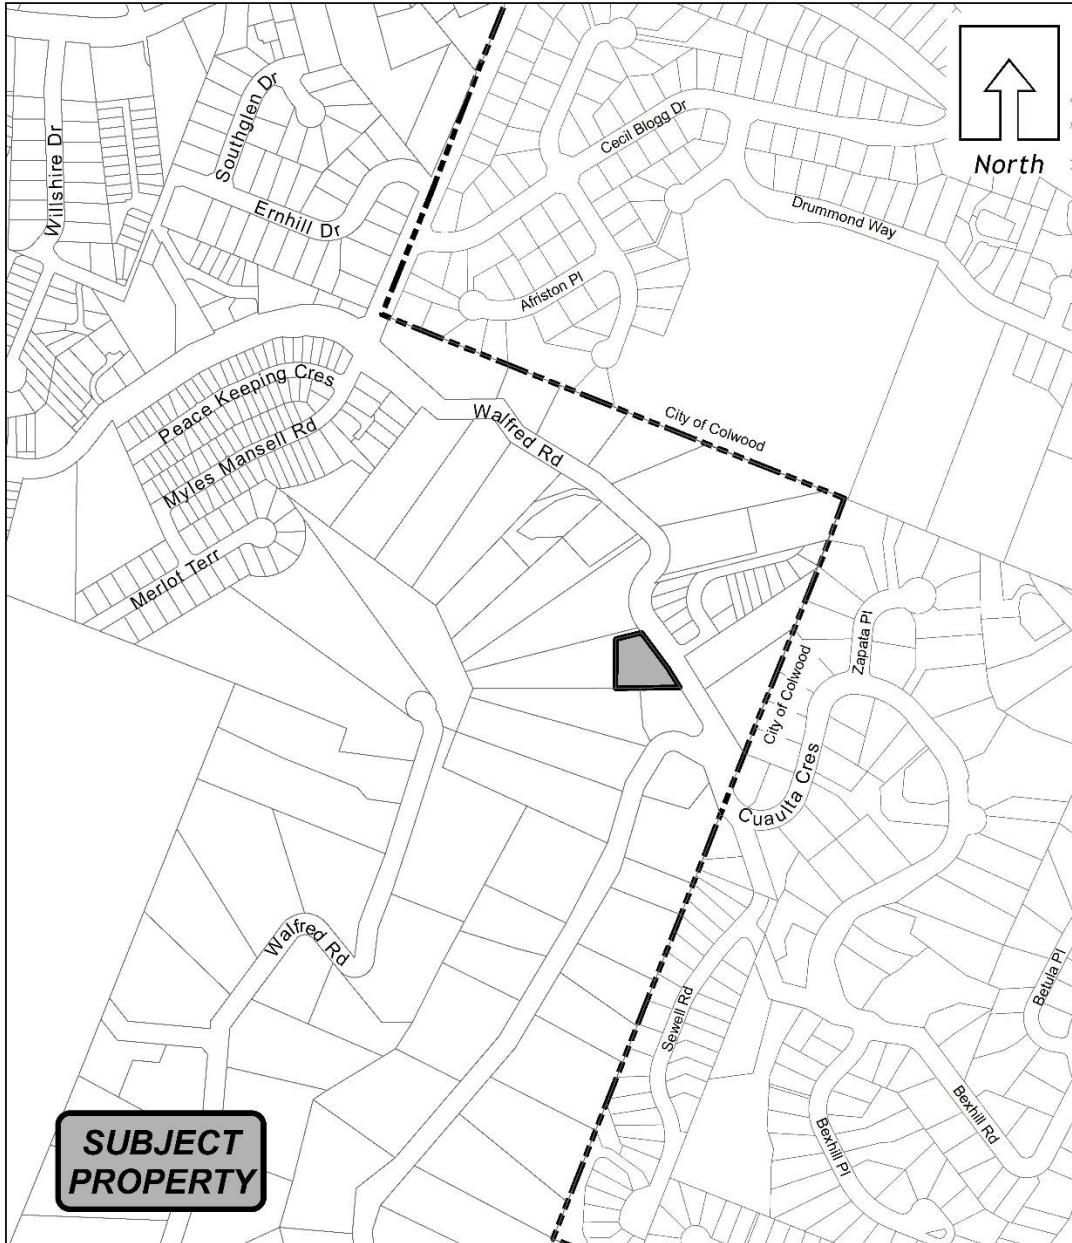 Southglen Dr
Willshire Dr
Ernhill Dr
Cecil Blogg Dr
North
Drummond Way
Afriston Pl
Peace Keeping Cres
Myles Mansell Rd
Walfred Rd
City of Colwood
Merlot Terr
Zapata Pl
City of Colwood
Cuaulta Cres
Walfred Rd
Sewell Rd
Betula Pl
Bexhill Rd
Bexhill Pl
SUBJECT
PROPERTY